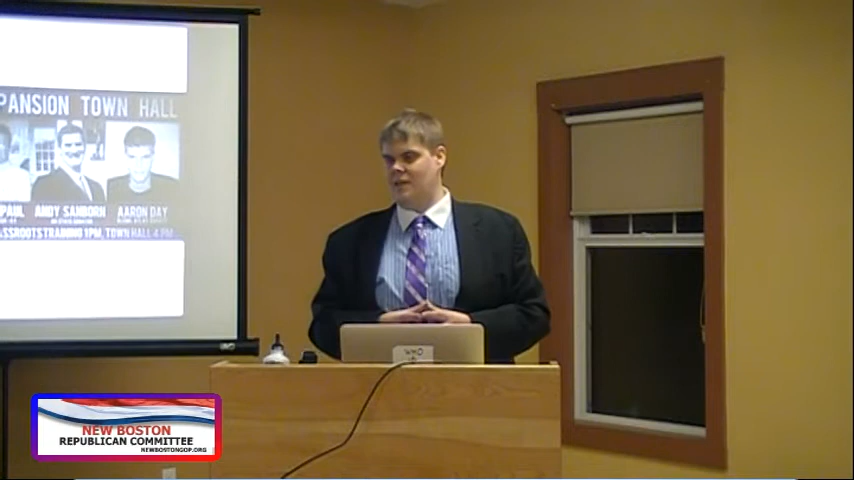 PANSION TOWN HALL
PAUL ANDY SANBORN AARON DAY
ASSROOTS TRAINING 1PM, TOWN HALL 4 PM
WHO
NEW BOSTON
REPUBLICAN COMMITTEE
NEWBOSTONGOP.ORG